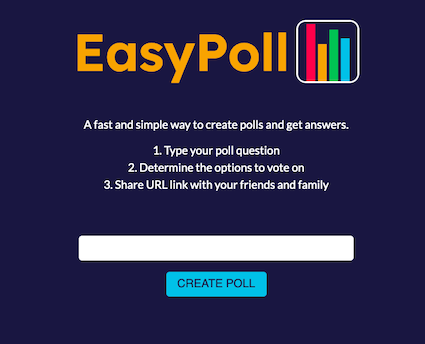 EasyPoll
A fast and simple way to create polls and get answers.
1. Type your poll question
2. Determine the options to vote on
3. Share URL link with your friends and family
CREATE POLL